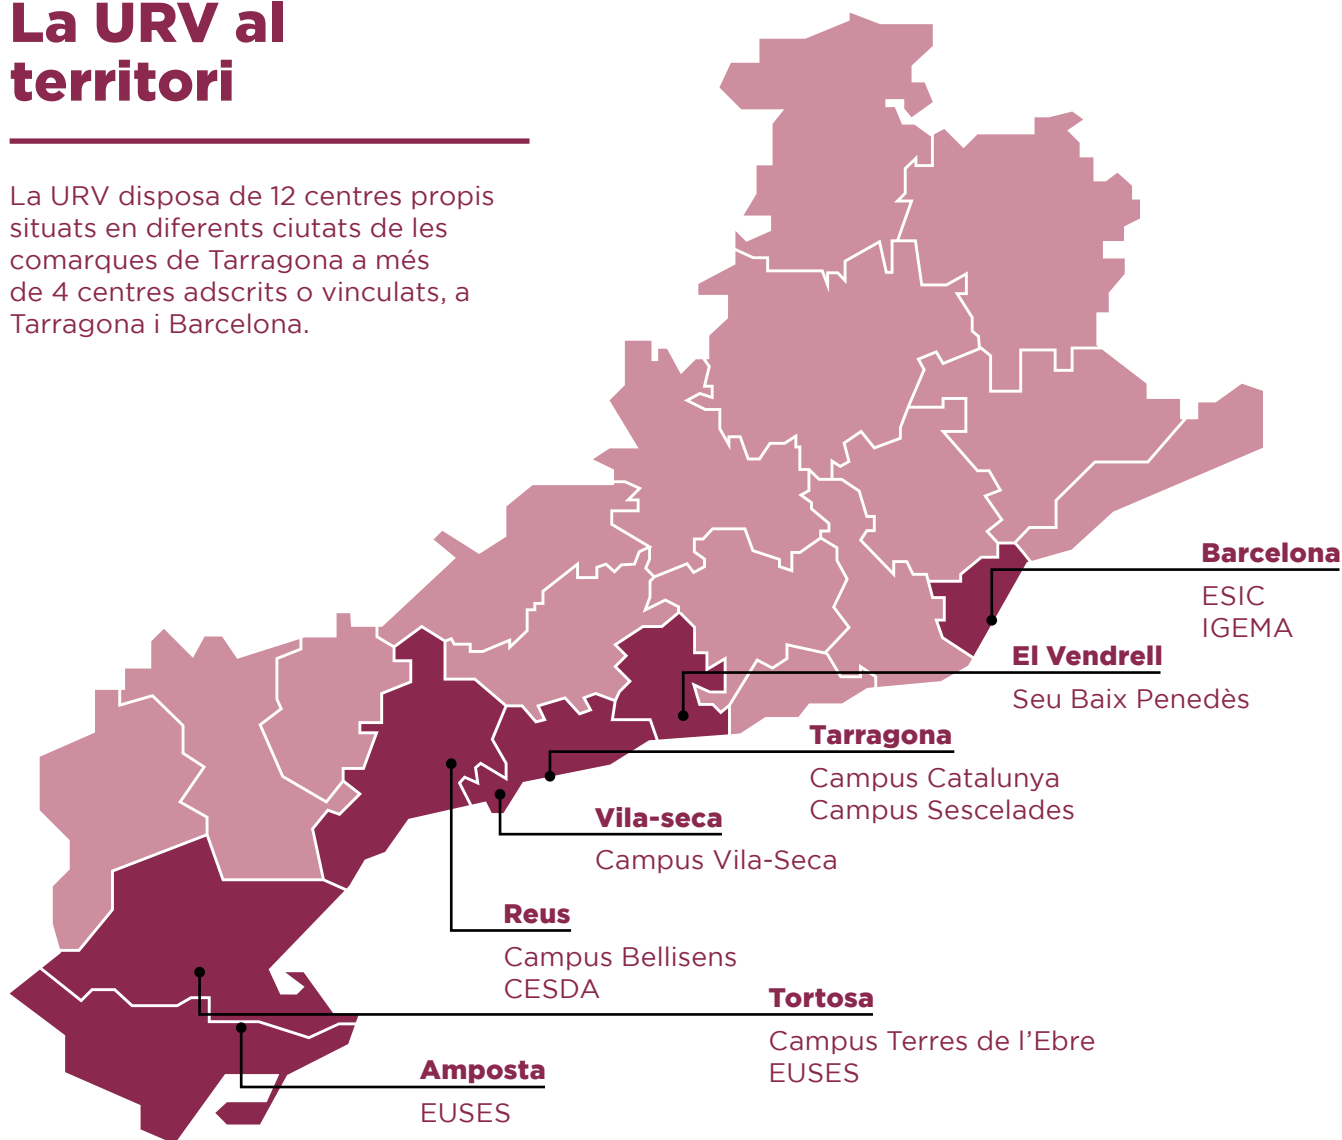 La URV al
territori
La URV disposa de 12 centres propis
situats en diferents ciutats de les
comarques de Tarragona a més
de 4 centres adscrits o vinculats, a
Tarragona i Barcelona.
Barcelona
ESIC
IGEMA
El Vendrell
Seu Baix Penedès
Tarragona
Campus Catalunya
Campus Sescelades
Vila-seca
Campus Vila-Seca
Reus
Campus Bellisens
CESDA
Tortosa
Campus Terres de l’Ebre
EUSES
Amposta
EUSES